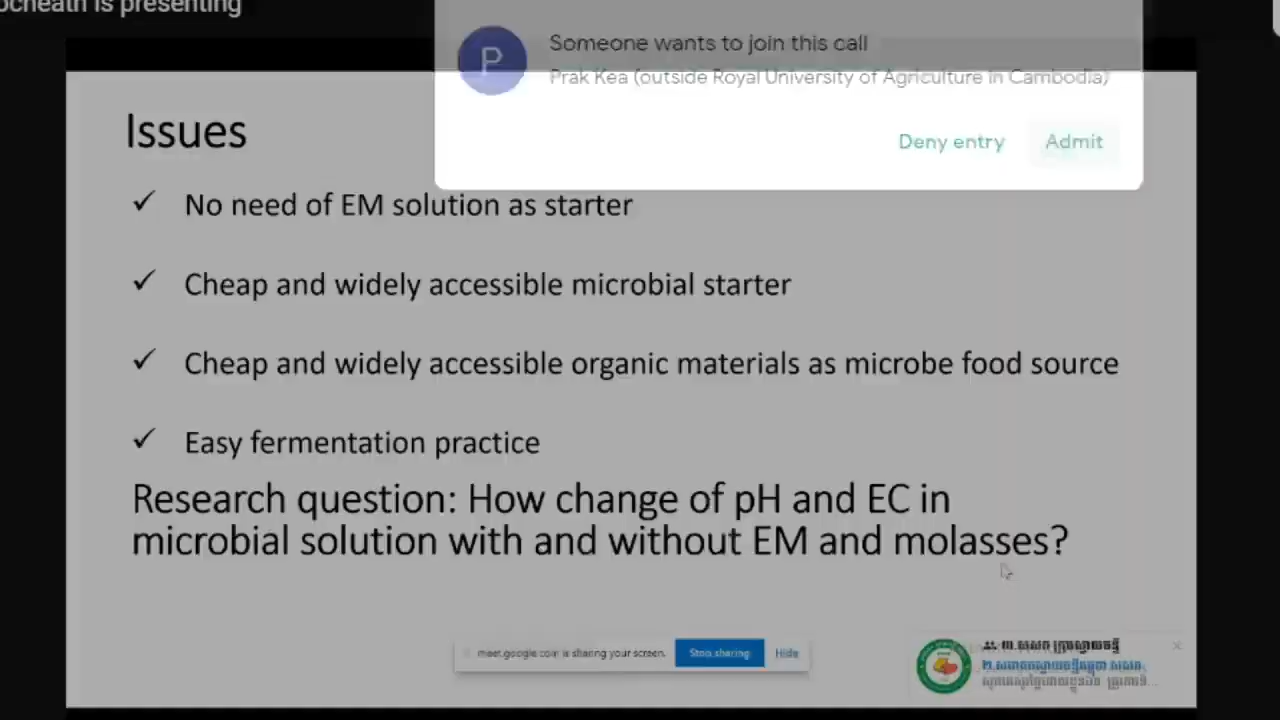 ocheath is presenting
Someone wants to join this call
P
Prak Kea (outside Royal University of Agriculture in Cambodia)
Deny entry
Admit
Issues
✓ No need of EM solution as starter
✓ Cheap and widely accessible microbial starter
✓ Cheap and widely accessible organic materials as microbe food source
✓ Easy fermentation practice
Research question: How change of pH and EC in
microbial solution with and without EM and molasses?
meet.google.com is sharing your screen.
Stop sharing
Hide